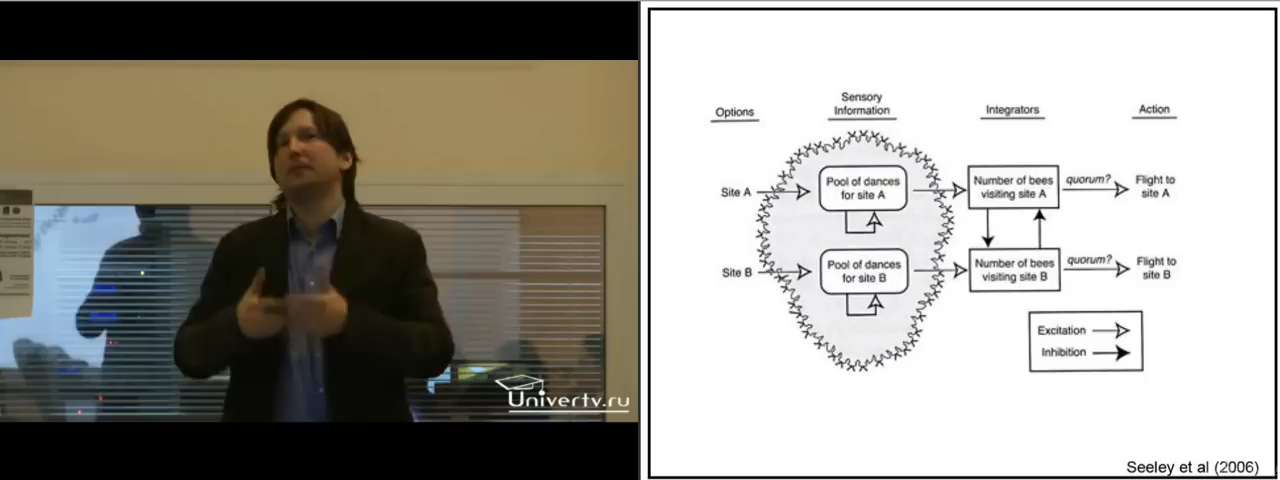 Univertv.ru
Options
Sensory
Information
Integrators
Action
Site A
Pool of dances
for site A
Number of bees
visiting site A
quorum?
Flight to
site A
Site B
Pool of dances
for site B
Number of bees
visiting site B
quorum?
Flight to
site B
Excitation
Inhibition
Seeley et al (2006)